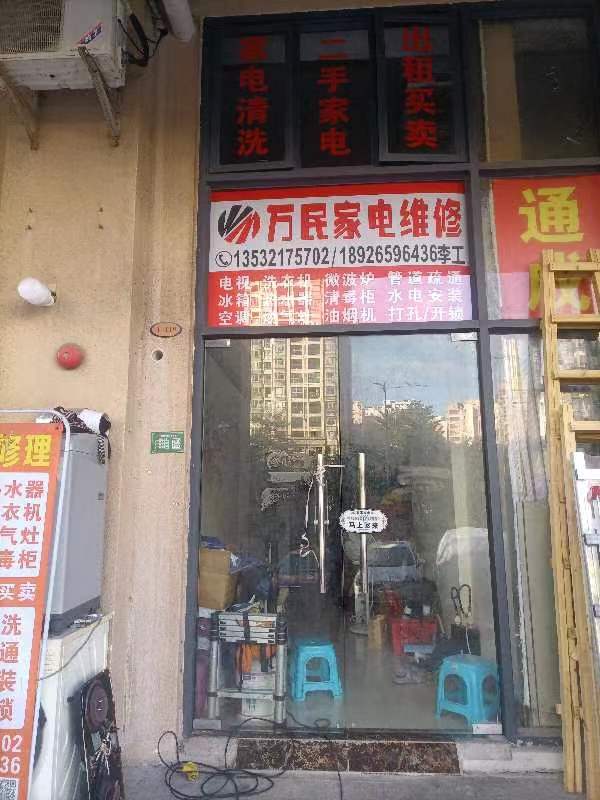 家电清洗
二手家电
出租买卖
万民家电维修
13532175702/18926596436李工
电视 洗衣机 微波炉 管道疏通
冰箱 热水器 消毒柜 水电安装
空调 燃气灶 油烟机 打孔/开锁
通
马上回来
修理
水器
衣机
气灶
毒柜
买卖
洗
通
装
锁
02
36